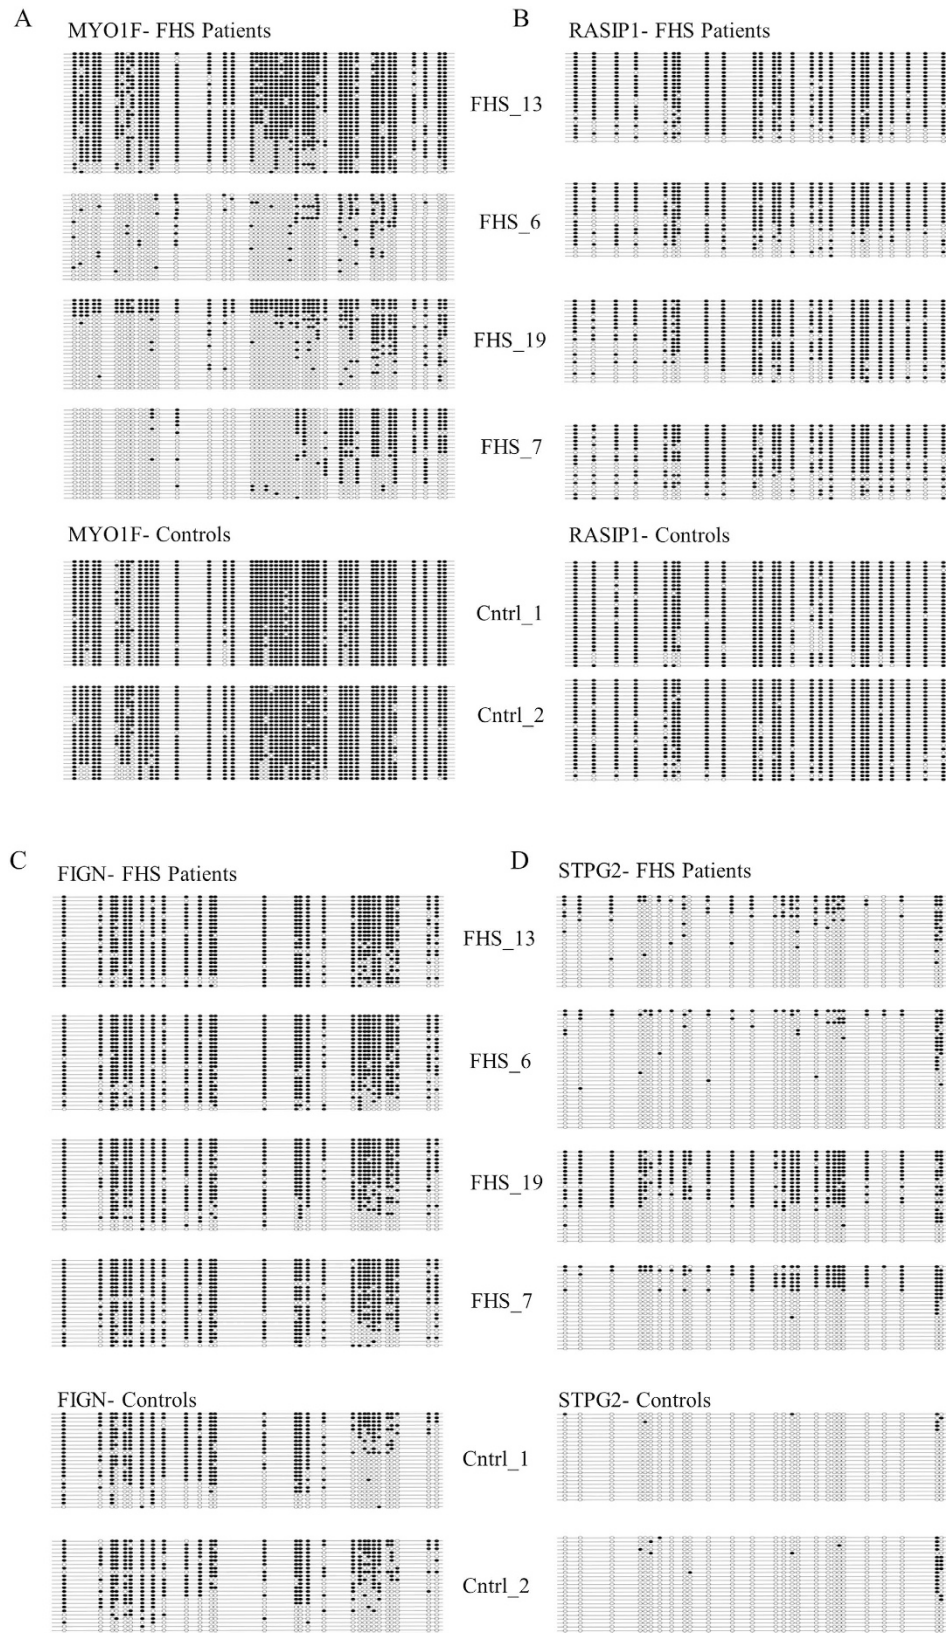 A
MYO1F- FHS Patients
B
RASIP1- FHS Patients
FHS_13
FHS_6
FHS_19
FHS_7
MYO1F- Controls
RASIP1- Controls
Cntrl_1
Cntrl_2
C
FIGN- FHS Patients
D
STPG2- FHS Patients
FHS_13
FHS_6
FHS_19
FHS_7
FIGN- Controls
STPG2- Controls
Cntrl_1
Cntrl_2